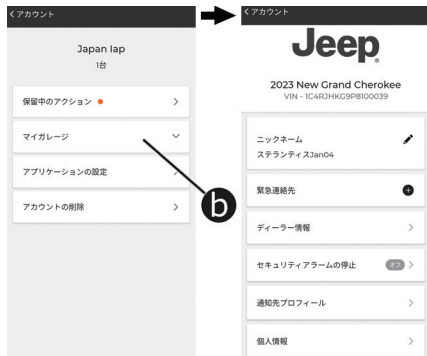 < アカウント
Japan Iap
1台
保留中のアクション
マイガレージ
アプリケーションの設定
アカウントの削除
b
< アカウント
Jeep
2023 New Grand Cherokee
VIN - 1C4RJHKG9P8100039
ニックネーム
ステランティスJan04
緊急連絡先
ディーラー情報
セキュリティアラームの停止 オフ
通知先プロフィール
個人情報